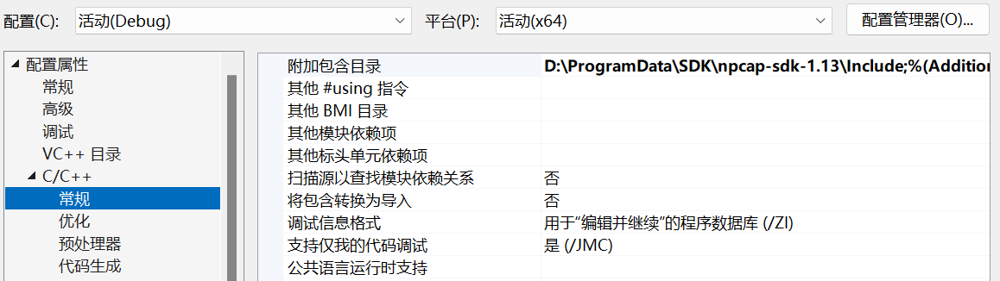 配置(C): 活动(Debug) 平台(P): 活动(x64) 配置管理器(O)...
配置属性
常规
高级
调试
VC++ 目录
C/C++
常规
优化
预处理器
代码生成
附加包含目录 D:\ProgramData\SDK\npcap-sdk-1.13\Include;%(Addition
其他 #using 指令
其他 BMI 目录
其他模块依赖项
其他标头单元依赖项
扫描源以查找模块依赖关系 否
将包含转换为导入 否
调试信息格式 用于“编辑并继续”的程序数据库 (/ZI)
支持仅我的代码调试 是 (/JMC)
公共语言运行时支持